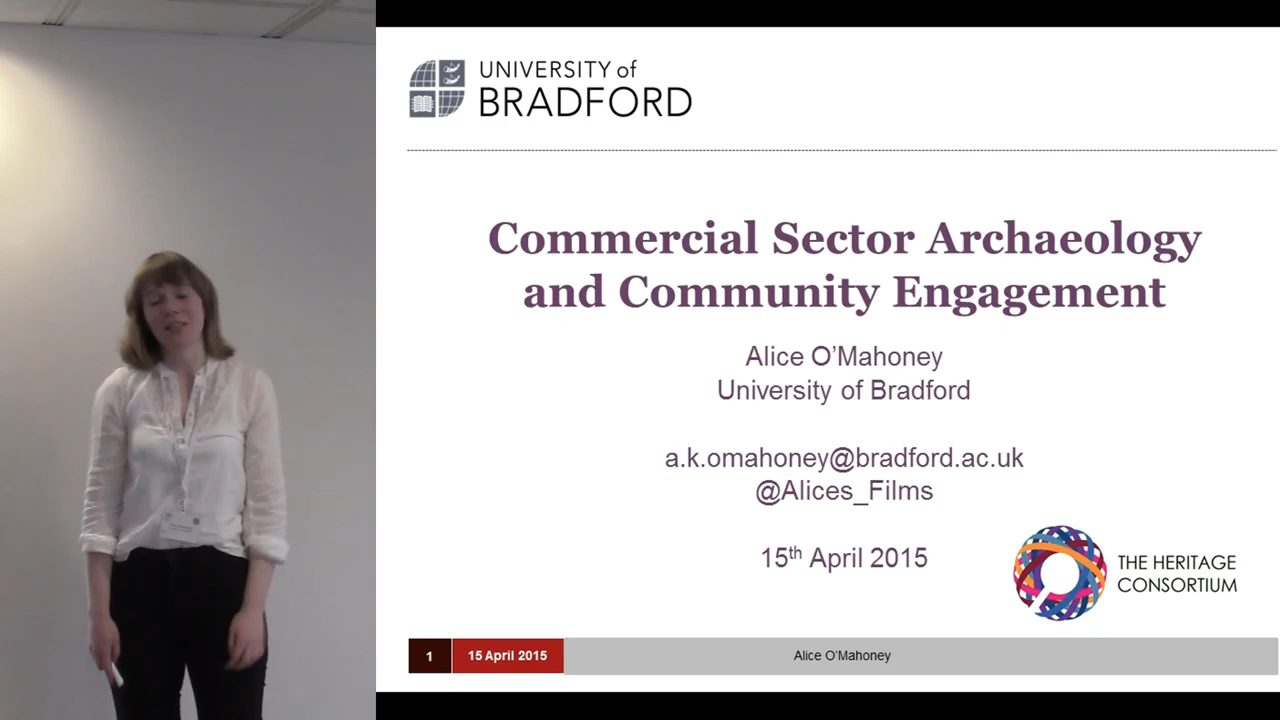 UNIVERSITY of
BRADFORD
Commercial Sector Archaeology
and Community Engagement
Alice O’Mahoney
University of Bradford
a.k.omahoney@bradford.ac.uk
@Alices_Films
15th April 2015
THE HERITAGE
CONSORTIUM
1
15 April 2015
Alice O’Mahoney